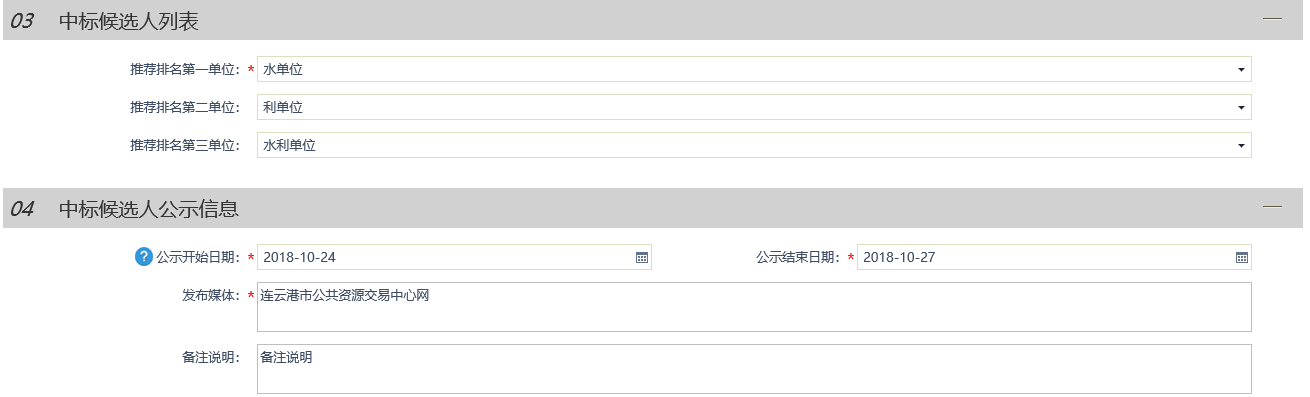 03 中标候选人列表
推荐排名第一单位： * 水单位
推荐排名第二单位： 利单位
推荐排名第三单位： 水利单位
04 中标候选人公示信息
? 公示开始日期： * 2018-10-24 公示结束日期： * 2018-10-27
发布媒体： * 连云港市公共资源交易中心网
备注说明： 备注说明